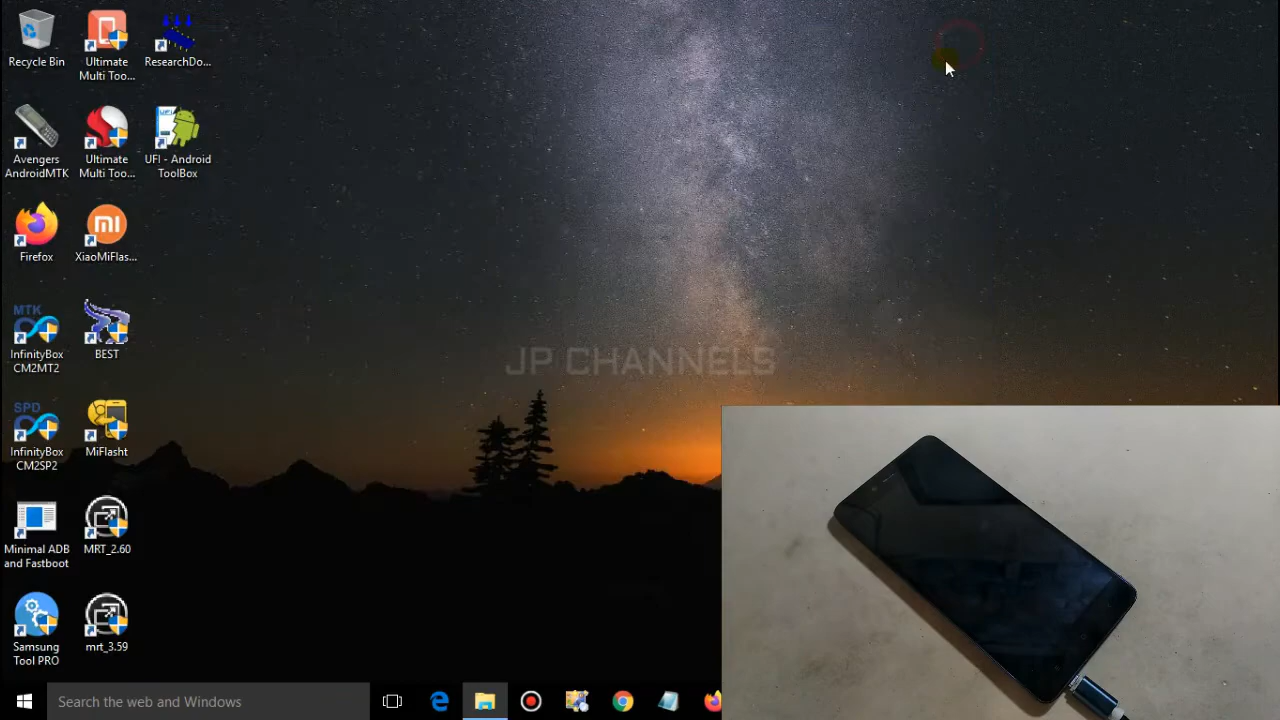 Recycle Bin
Ultimate
Multi Too...
ResearchDo...
Avengers
AndroidMTK
Ultimate
Multi Too...
UFI
UFI - Android
ToolBox
Firefox
XiaoMiFlas...
MTK
InfinityBox
CM2MT2
BEST
JP CHANNELS
SPD
InfinityBox
CM2SP2
MiFlasht
Minimal ADB
and Fastboot
MRT_2.60
Samsung
Tool PRO
mrt_3.59
Search the web and Windows